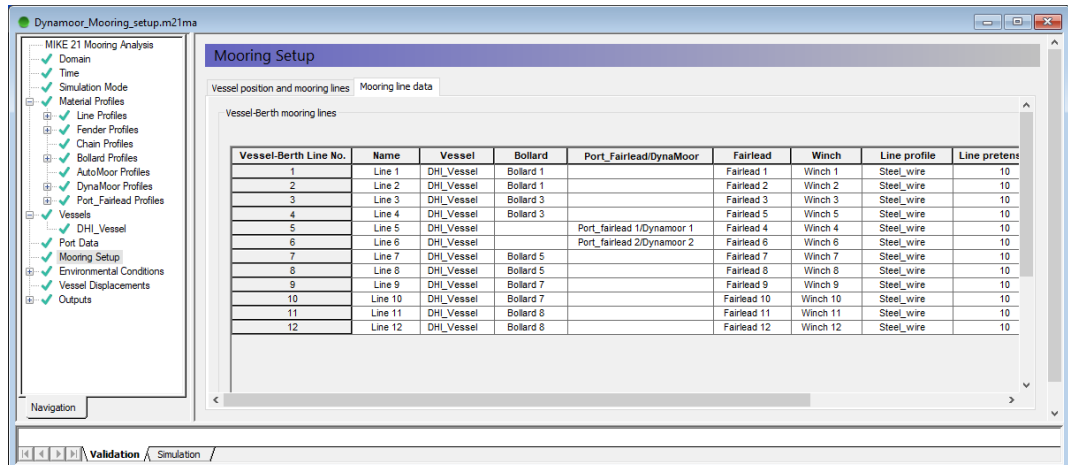 Dynamoor_Mooring_setup.m21ma
MIKE 21 Mooring Analysis
Domain
Time
Simulation Mode
Material Profiles
Line Profiles
Fender Profiles
Chain Profiles
Bollard Profiles
AutoMoor Profiles
DynaMoor Profiles
Port_Fairlead Profiles
Vessels
DHI_Vessel
Port Data
Mooring Setup
Environmental Conditions
Vessel Displacements
Outputs
Navigation
Mooring Setup
Vessel position and mooring lines Mooring line data
Vessel-Berth mooring lines
Vessel-Berth Line No. Name Vessel Bollard Port_Fairlead/DynaMoor Fairlead Winch Line profile Line pretens
1 Line 1 DHI_Vessel Bollard 1 Fairlead 1 Winch 1 Steel_wire 10
2 Line 2 DHI_Vessel Bollard 1 Fairlead 2 Winch 2 Steel_wire 10
3 Line 3 DHI_Vessel Bollard 3 Fairlead 3 Winch 3 Steel_wire 10
4 Line 4 DHI_Vessel Bollard 3 Fairlead 5 Winch 5 Steel_wire 10
5 Line 5 DHI_Vessel Port_fairlead 1/Dynamoor 1 Fairlead 4 Winch 4 Steel_wire 10
6 Line 6 DHI_Vessel Port_fairlead 2/Dynamoor 2 Fairlead 6 Winch 6 Steel_wire 10
7 Line 7 DHI_Vessel Bollard 5 Fairlead 7 Winch 7 Steel_wire 10
8 Line 8 DHI_Vessel Bollard 5 Fairlead 8 Winch 8 Steel_wire 10
9 Line 9 DHI_Vessel Bollard 7 Fairlead 9 Winch 9 Steel_wire 10
10 Line 10 DHI_Vessel Bollard 7 Fairlead 10 Winch 10 Steel_wire 10
11 Line 11 DHI_Vessel Bollard 8 Fairlead 11 Winch 11 Steel_wire 10
12 Line 12 DHI_Vessel Bollard 8 Fairlead 12 Winch 12 Steel_wire 10
Validation Simulation